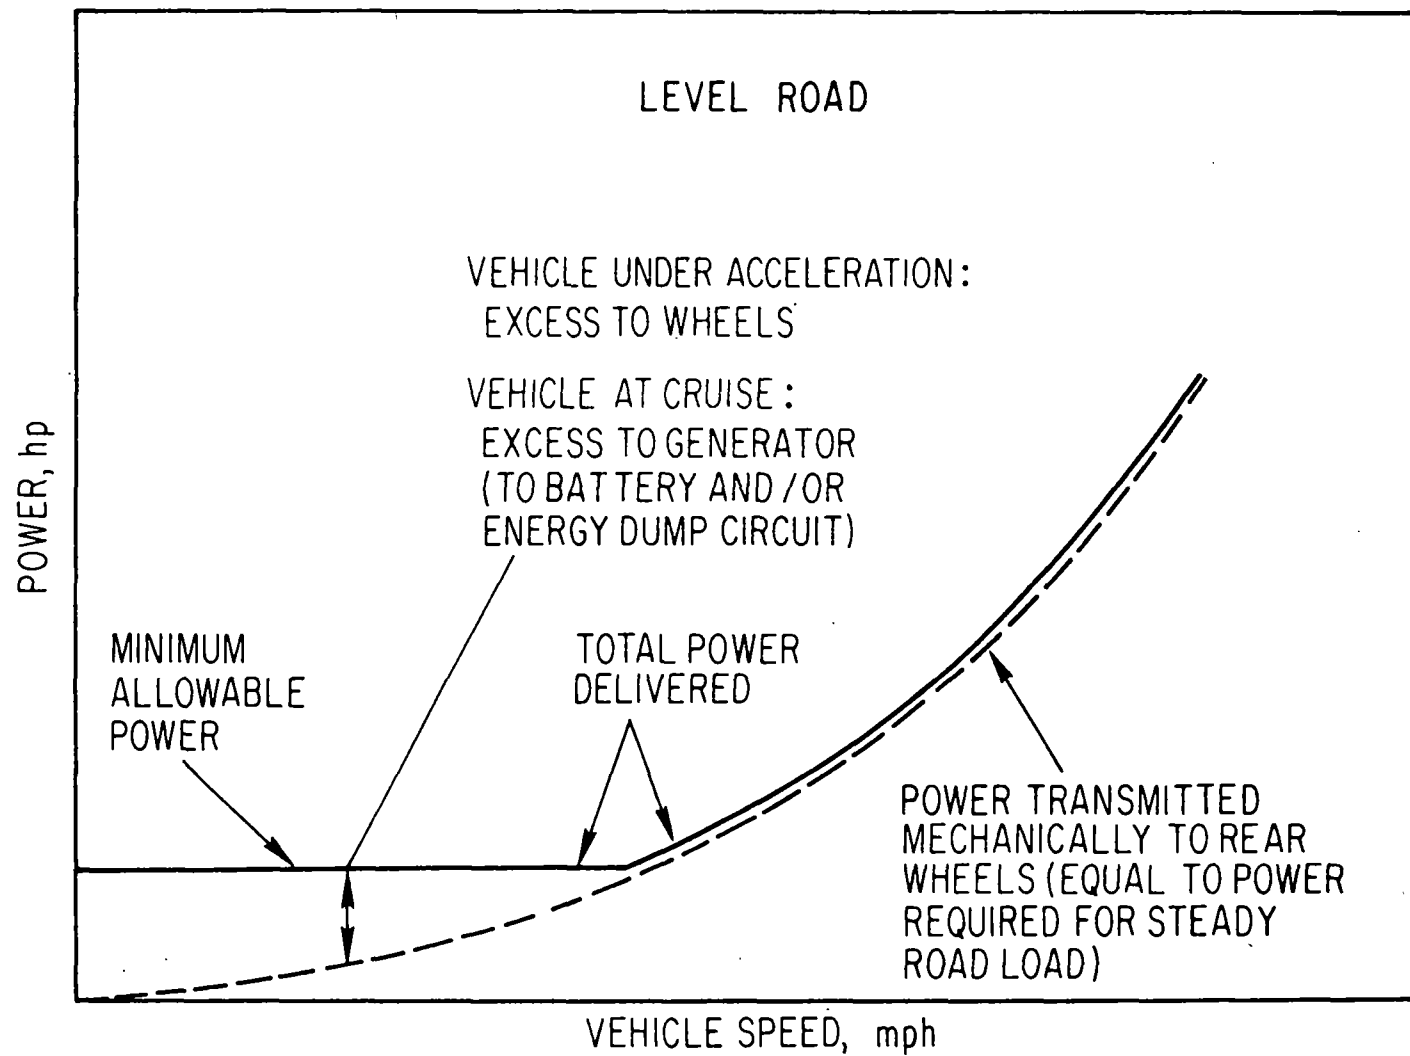 LEVEL ROAD
VEHICLE UNDER ACCELERATION:
EXCESS TO WHEELS
VEHICLE AT CRUISE:
EXCESS TO GENERATOR
(TO BATTERY AND/OR
ENERGY DUMP CIRCUIT)
POWER, hp
MINIMUM
ALLOWABLE
POWER
TOTAL POWER
DELIVERED
POWER TRANSMITTED
MECHANICALLY TO REAR
WHEELS (EQUAL TO POWER
REQUIRED FOR STEADY
ROAD LOAD)
VEHICLE SPEED, mph